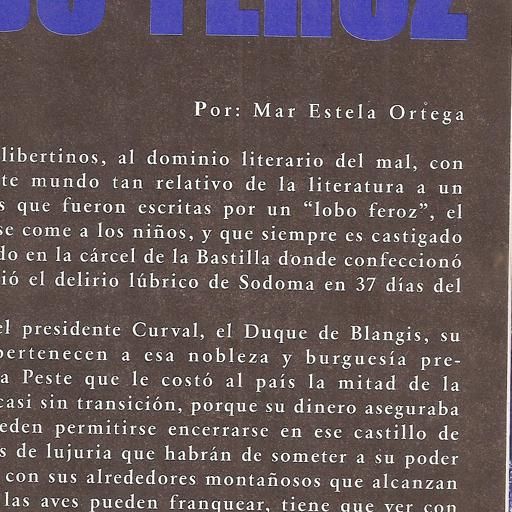 FEROZ
Por: Mar Estela Ortega
libertinos, al dominio literario del mal, con
te mundo tan relativo de la literatura a un
s que fueron escritas por un “lobo feroz”, el
se come a los niños, y que siempre es castigado
do en la cárcel de la Bastilla donde confeccionó
ió el delirio lúbrico de Sodoma en 37 días del
el presidente Curval, el Duque de Blangis, su
pertenecen a esa nobleza y burguesía pre-
a Peste que le costó al país la mitad de la
casi sin transición, porque su dinero aseguraba
eden permitirse encerrarse en ese castillo de
s de lujuria que habrán de someter a su poder
con sus alrededores montañosos que alcanzan
las aves pueden franquear, tiene que ver con